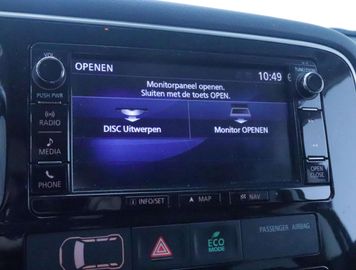 OPENEN
10:49
VOL
TUNE
PUSH PWR
Monitorpaneel openen.
Sluiten met de toets OPEN.
RADIO
MEDIA
PHONE
DISC Uitwerpen
Monitor OPENEN
OPEN
CLOSE
INFO/SET
MAP
NAV
ECO
MODE
PASSENGER AIRBAG